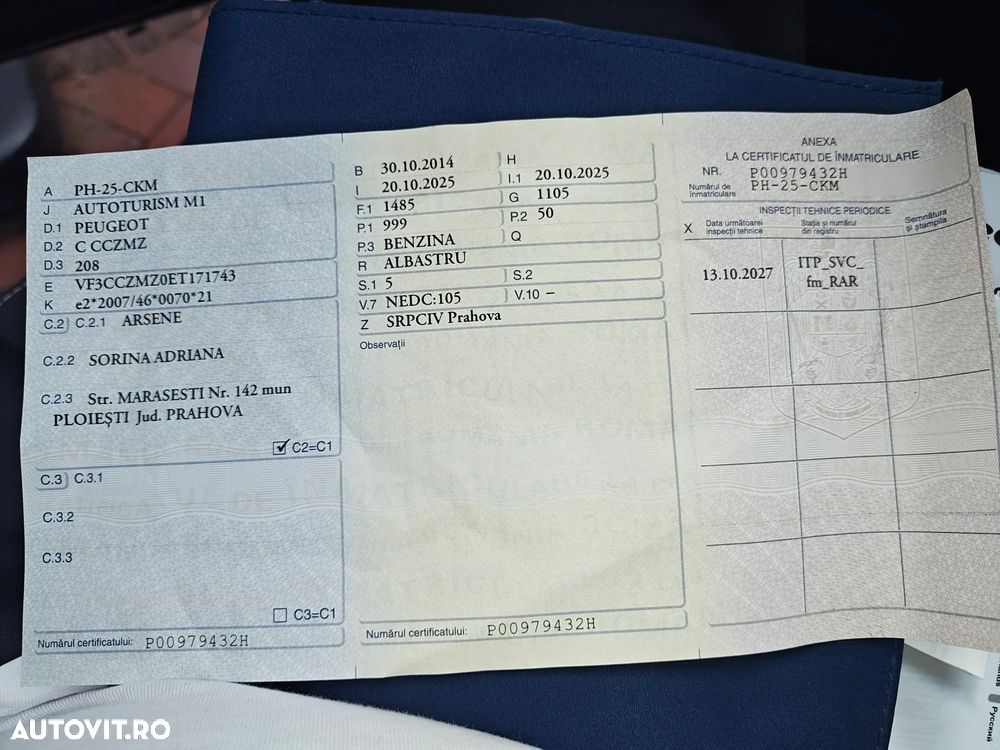 A PH-25-CKM
J AUTOTURISM M1
D.1 PEUGEOT
D.2 C CCZMZ
D.3 208
E VF3CCZMZ0ET171743
K e2*2007/46*0070*21
C.2 C.2.1 ARSENE
C.2.2 SORINA ADRIANA
C.2.3 Str. MARASESTI Nr. 142 mun
PLOIEȘTI Jud. PRAHOVA
C2=C1
C.3 C.3.1
C.3.2
C.3.3
C3=C1
Numărul certificatului: P00979432H
B 30.10.2014 H
I 20.10.2025 I.1 20.10.2025
F.1 1485 G 1105
P.1 999 P.2 50
P.3 BENZINA Q
R ALBASTRU
S.1 5 S.2
V.7 NEDC:105 V.10 –
Z SRPCIV Prahova
Observații
Numărul certificatului: P00979432H
ANEXA
LA CERTIFICATUL DE ÎNMATRICULARE
NR. P00979432H
Numărul de
înmatriculare PH-25-CKM
INSPECȚII TEHNICE PERIODICE
X Data următoarei
inspecții tehnice
Stația și numărul
din registru
Semnătura
și ștampila
13.10.2027 ITP_SVC_
fm_RAR
Русский
AUTOVIT.RO